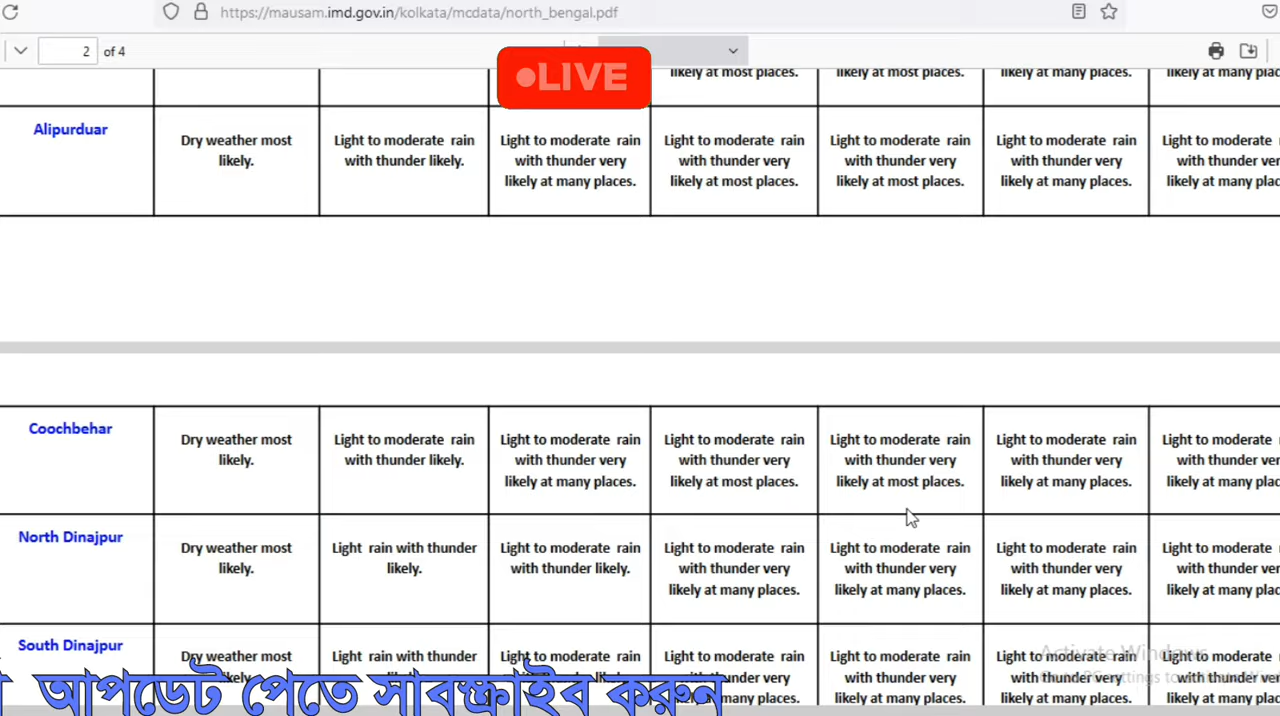 https://mausam.imd.gov.in/kolkata/mcdata/north_bengal.pdf
2 of 4
LIVE
likely at most places. likely at most places. likely at many places. likely at many
Alipurduar
Dry weather most likely.
Light to moderate rain with thunder likely.
Light to moderate rain with thunder very likely at many places.
Light to moderate rain with thunder very likely at most places.
Light to moderate rain with thunder very likely at most places.
Light to moderate rain with thunder very likely at many places.
Light to moderate
with thunder
likely at many
Coochbehar
Dry weather most likely.
Light to moderate rain with thunder likely.
Light to moderate rain with thunder very likely at many places.
Light to moderate rain with thunder very likely at most places.
Light to moderate rain with thunder very likely at most places.
Light to moderate rain with thunder very likely at many places.
Light to moderate
with thunder
likely at many
North Dinajpur
Dry weather most likely.
Light rain with thunder likely.
Light to moderate rain with thunder likely.
Light to moderate rain with thunder very likely at many places.
Light to moderate rain with thunder very likely at many places.
Light to moderate rain with thunder very likely at many places.
Light to moderate
with thunder
likely at many
South Dinajpur
Dry weather most
Light rain with thunder
Light to moderate rain
Light to moderate rain
many places.
Light to moderate rain with thunder very likely at many places.
Light to moderate rain with thunder very likely at many places.
Light to moderate
with thunder
likely at many
Activate Windows
আপডেট পেতে সাবস্ক্রাইব করুন